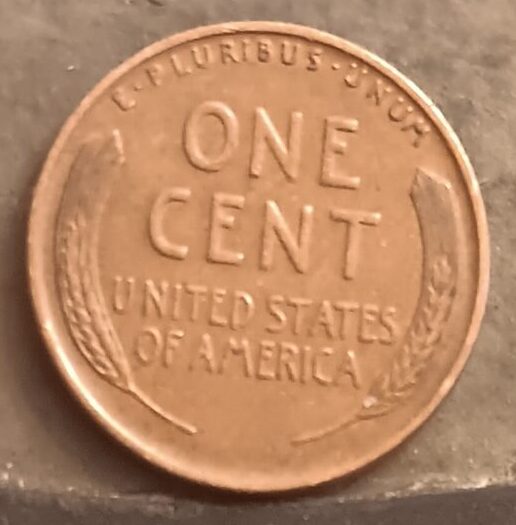 E·PLURIBUS·UNUM
ONE
CENT
UNITED STATES
OF AMERICA